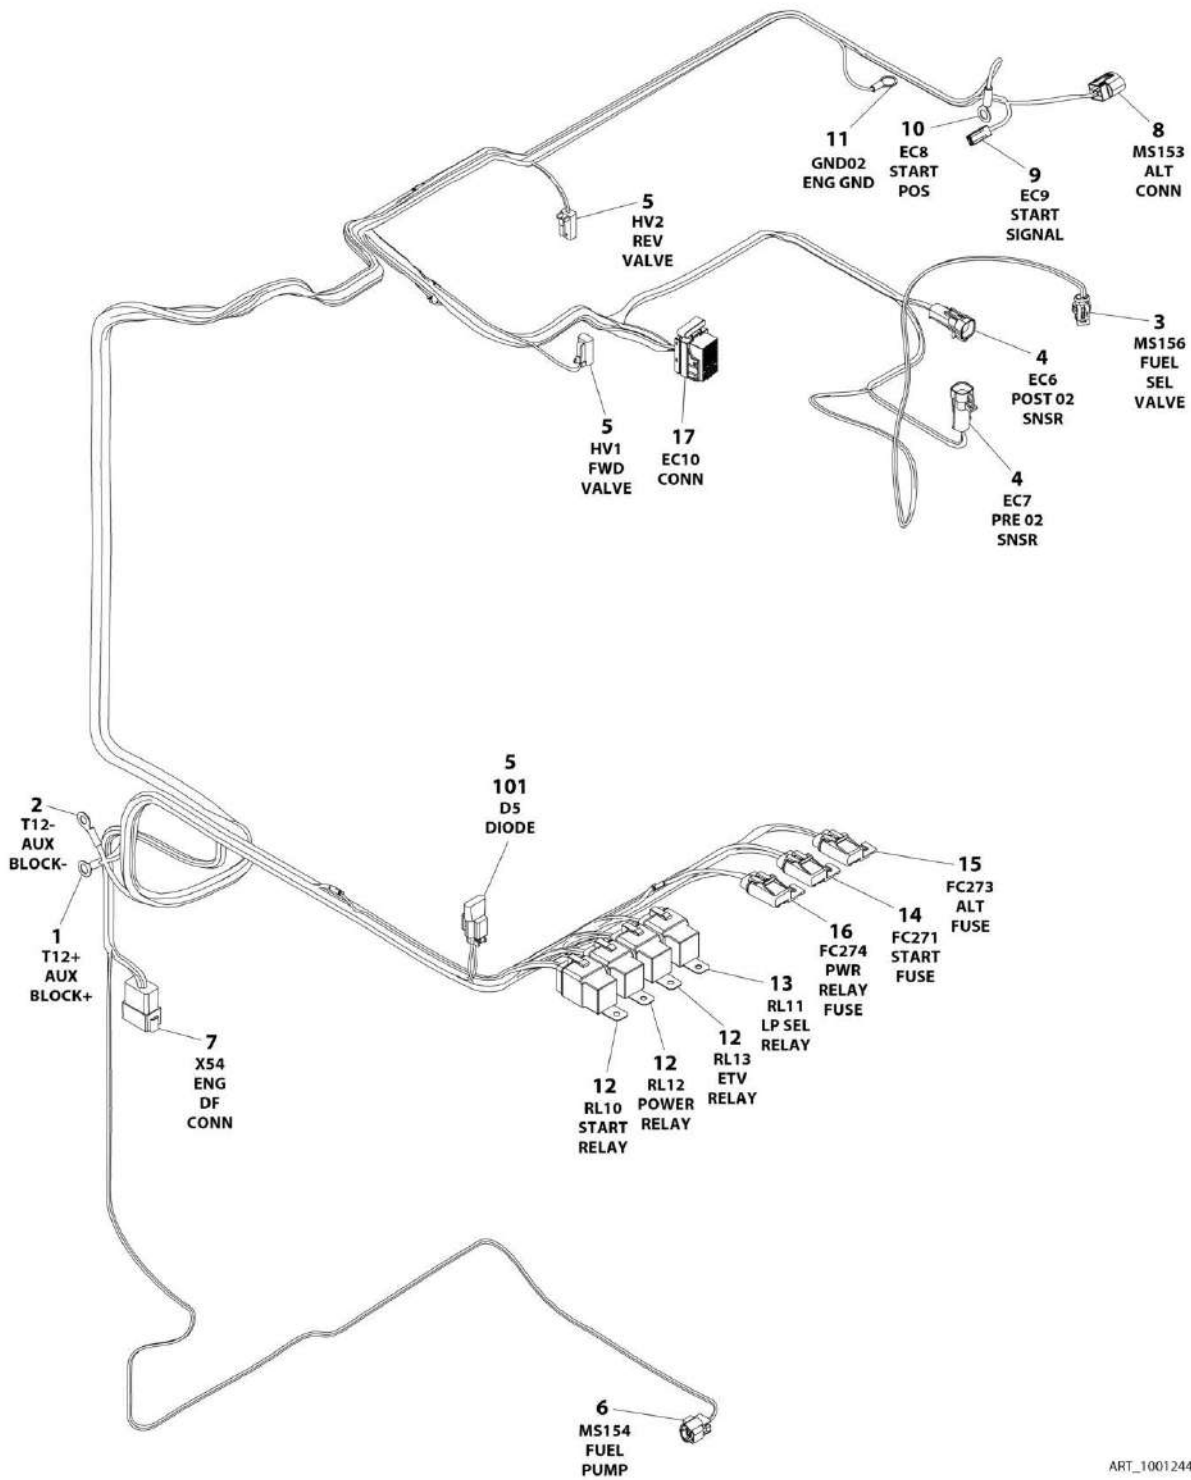 11
GND02
ENG GND
10
EC8
START
POS
9
EC9
START
SIGNAL
8
MS153
ALT
CONN
5
HV2
REV
VALVE
3
MS156
FUEL
SEL
VALVE
4
EC6
POST 02
SNSR
5
HV1
FWD
VALVE
17
EC10
CONN
4
EC7
PRE 02
SNSR
2
T12-
AUX
BLOCK-
1
T12+
AUX
BLOCK+
5
101
D5
DIODE
15
FC273
ALT
FUSE
14
FC271
START
FUSE
16
FC274
PWR
RELAY
FUSE
13
RL11
LP SEL
RELAY
12
RL13
ETV
RELAY
12
RL12
POWER
RELAY
12
RL10
START
RELAY
7
X54
ENG
DF
CONN
6
MS154
FUEL
PUMP
ART_1001244